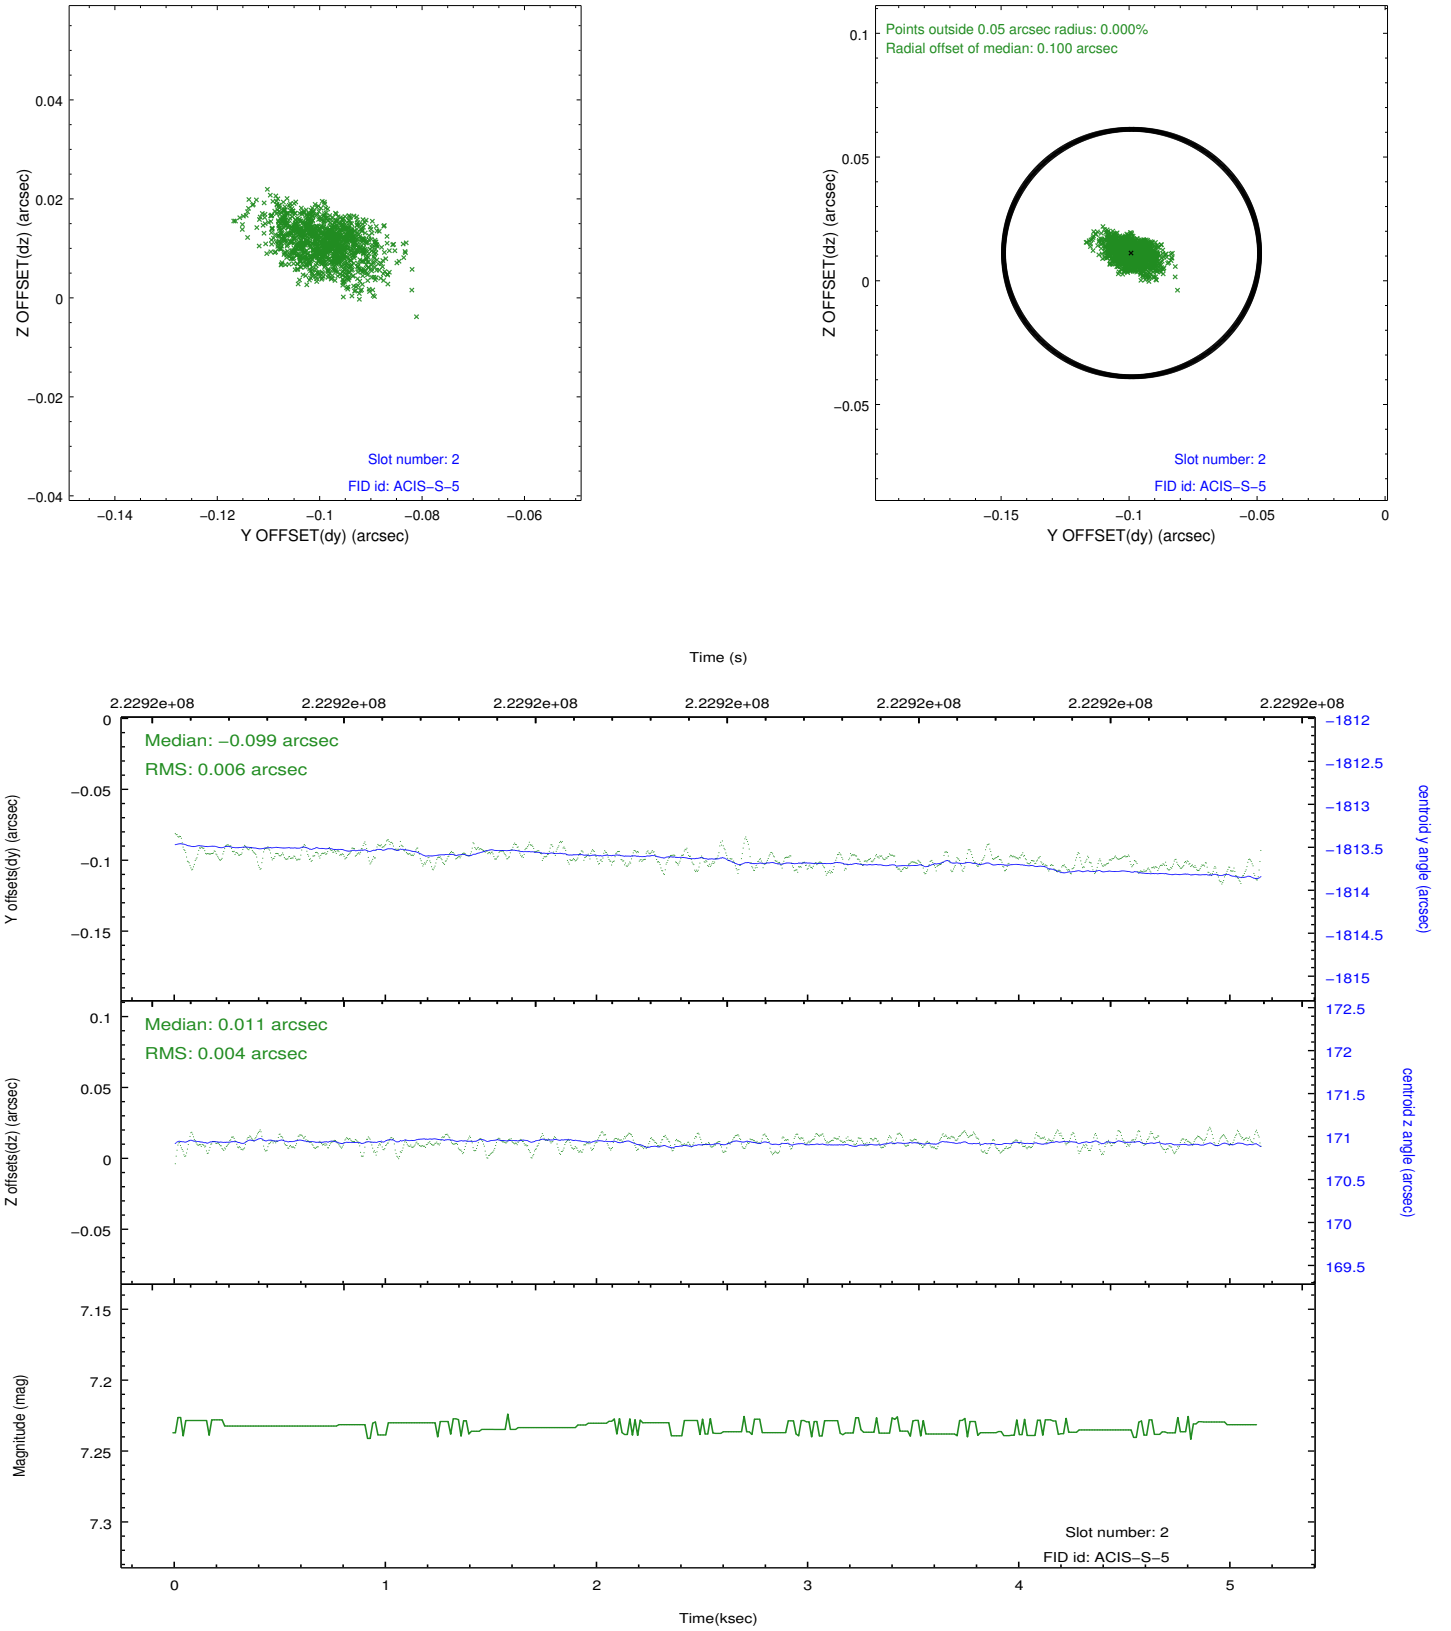 0.04
0.02
0
−0.02
−0.04
Z OFFSET(dz) (arcsec)
Slot number: 2
FID id: ACIS−S−5
−0.14 −0.12 −0.1 −0.08 −0.06
Y OFFSET(dy) (arcsec)
Points outside 0.05 arcsec radius: 0.000%
Radial offset of median: 0.100 arcsec
0.1
0.05
0
−0.05
Z OFFSET(dz) (arcsec)
Slot number: 2
FID id: ACIS−S−5
−0.15 −0.1 −0.05 0
Y OFFSET(dy) (arcsec)
Time (s)
2.2292e+08 2.2292e+08 2.2292e+08 2.2292e+08 2.2292e+08 2.2292e+08 2.2292e+08
Median: −0.099 arcsec
RMS: 0.006 arcsec
0
−0.05
−0.1
−0.15
Y offsets(dy) (arcsec)
−1812
−1812.5
−1813
−1813.5
−1814
−1814.5
−1815
centroid y angle (arcsec)
Median: 0.011 arcsec
RMS: 0.004 arcsec
0.1
0.05
0
−0.05
Z offsets(dz) (arcsec)
172.5
172
171.5
171
170.5
170
169.5
centroid z angle (arcsec)
7.15
7.2
7.25
7.3
Magnitude (mag)
Slot number: 2
FID id: ACIS−S−5
0 1 2 3 4 5
Time(ksec)